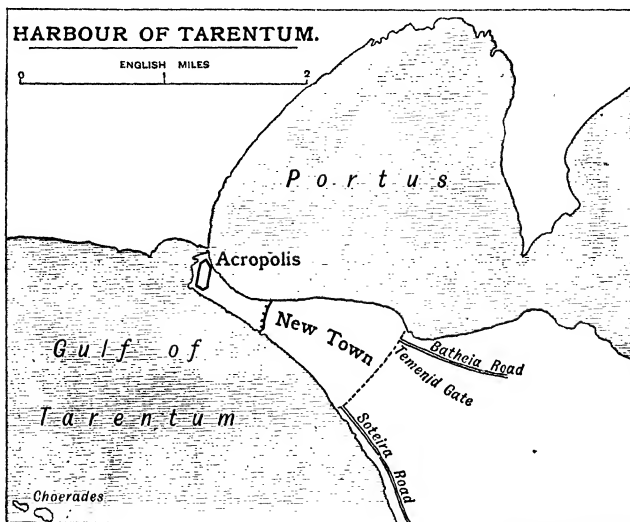 HARBOUR OF TARENTUM.
ENGLISH MILES
0 1 2
Portus
Acropolis
New Town
Gulf of
Tarentum
Batheia Road
Temenid Gate
Soteira Road
Choerades